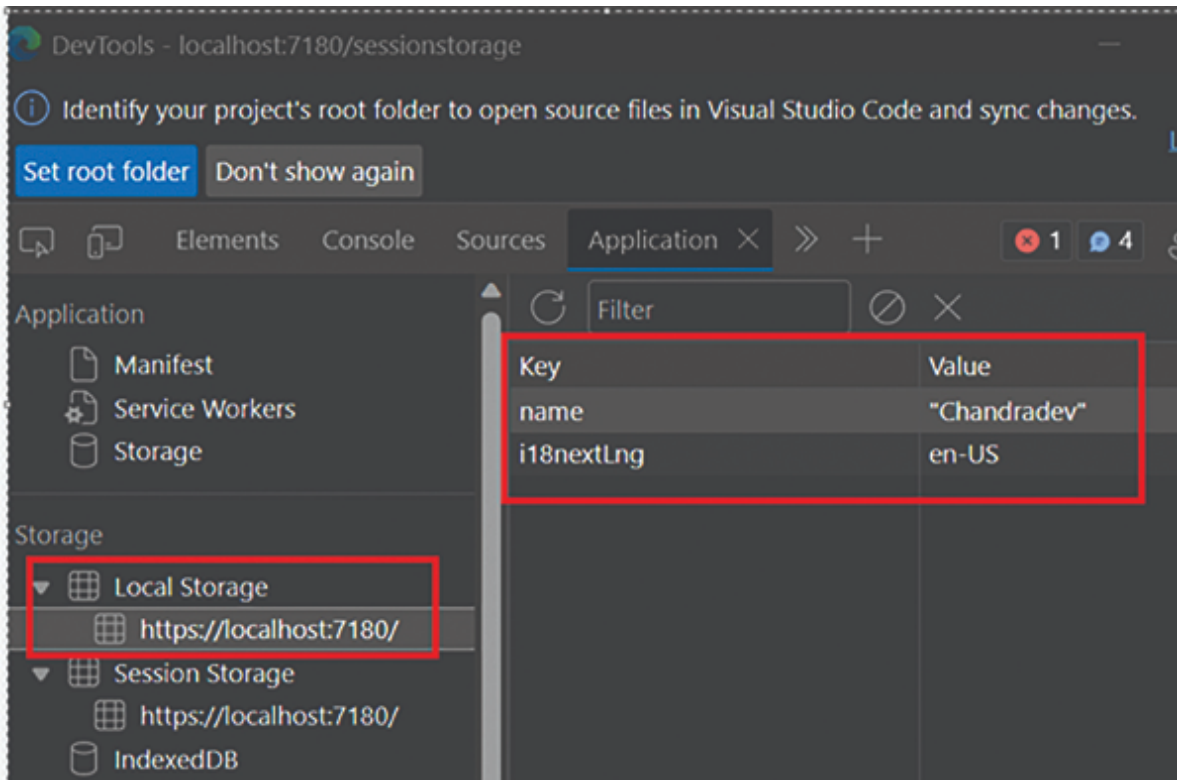 DevTools - localhost:7180/sessionstorage
Identify your project's root folder to open source files in Visual Studio Code and sync changes.
Set root folder Don't show again
Elements Console Sources Application 1 4
Application
Manifest
Service Workers
Storage
Storage
Local Storage
https://localhost:7180/
Session Storage
https://localhost:7180/
IndexedDB
Filter
Key Value
name "Chandradev"
i18nextLng en-US